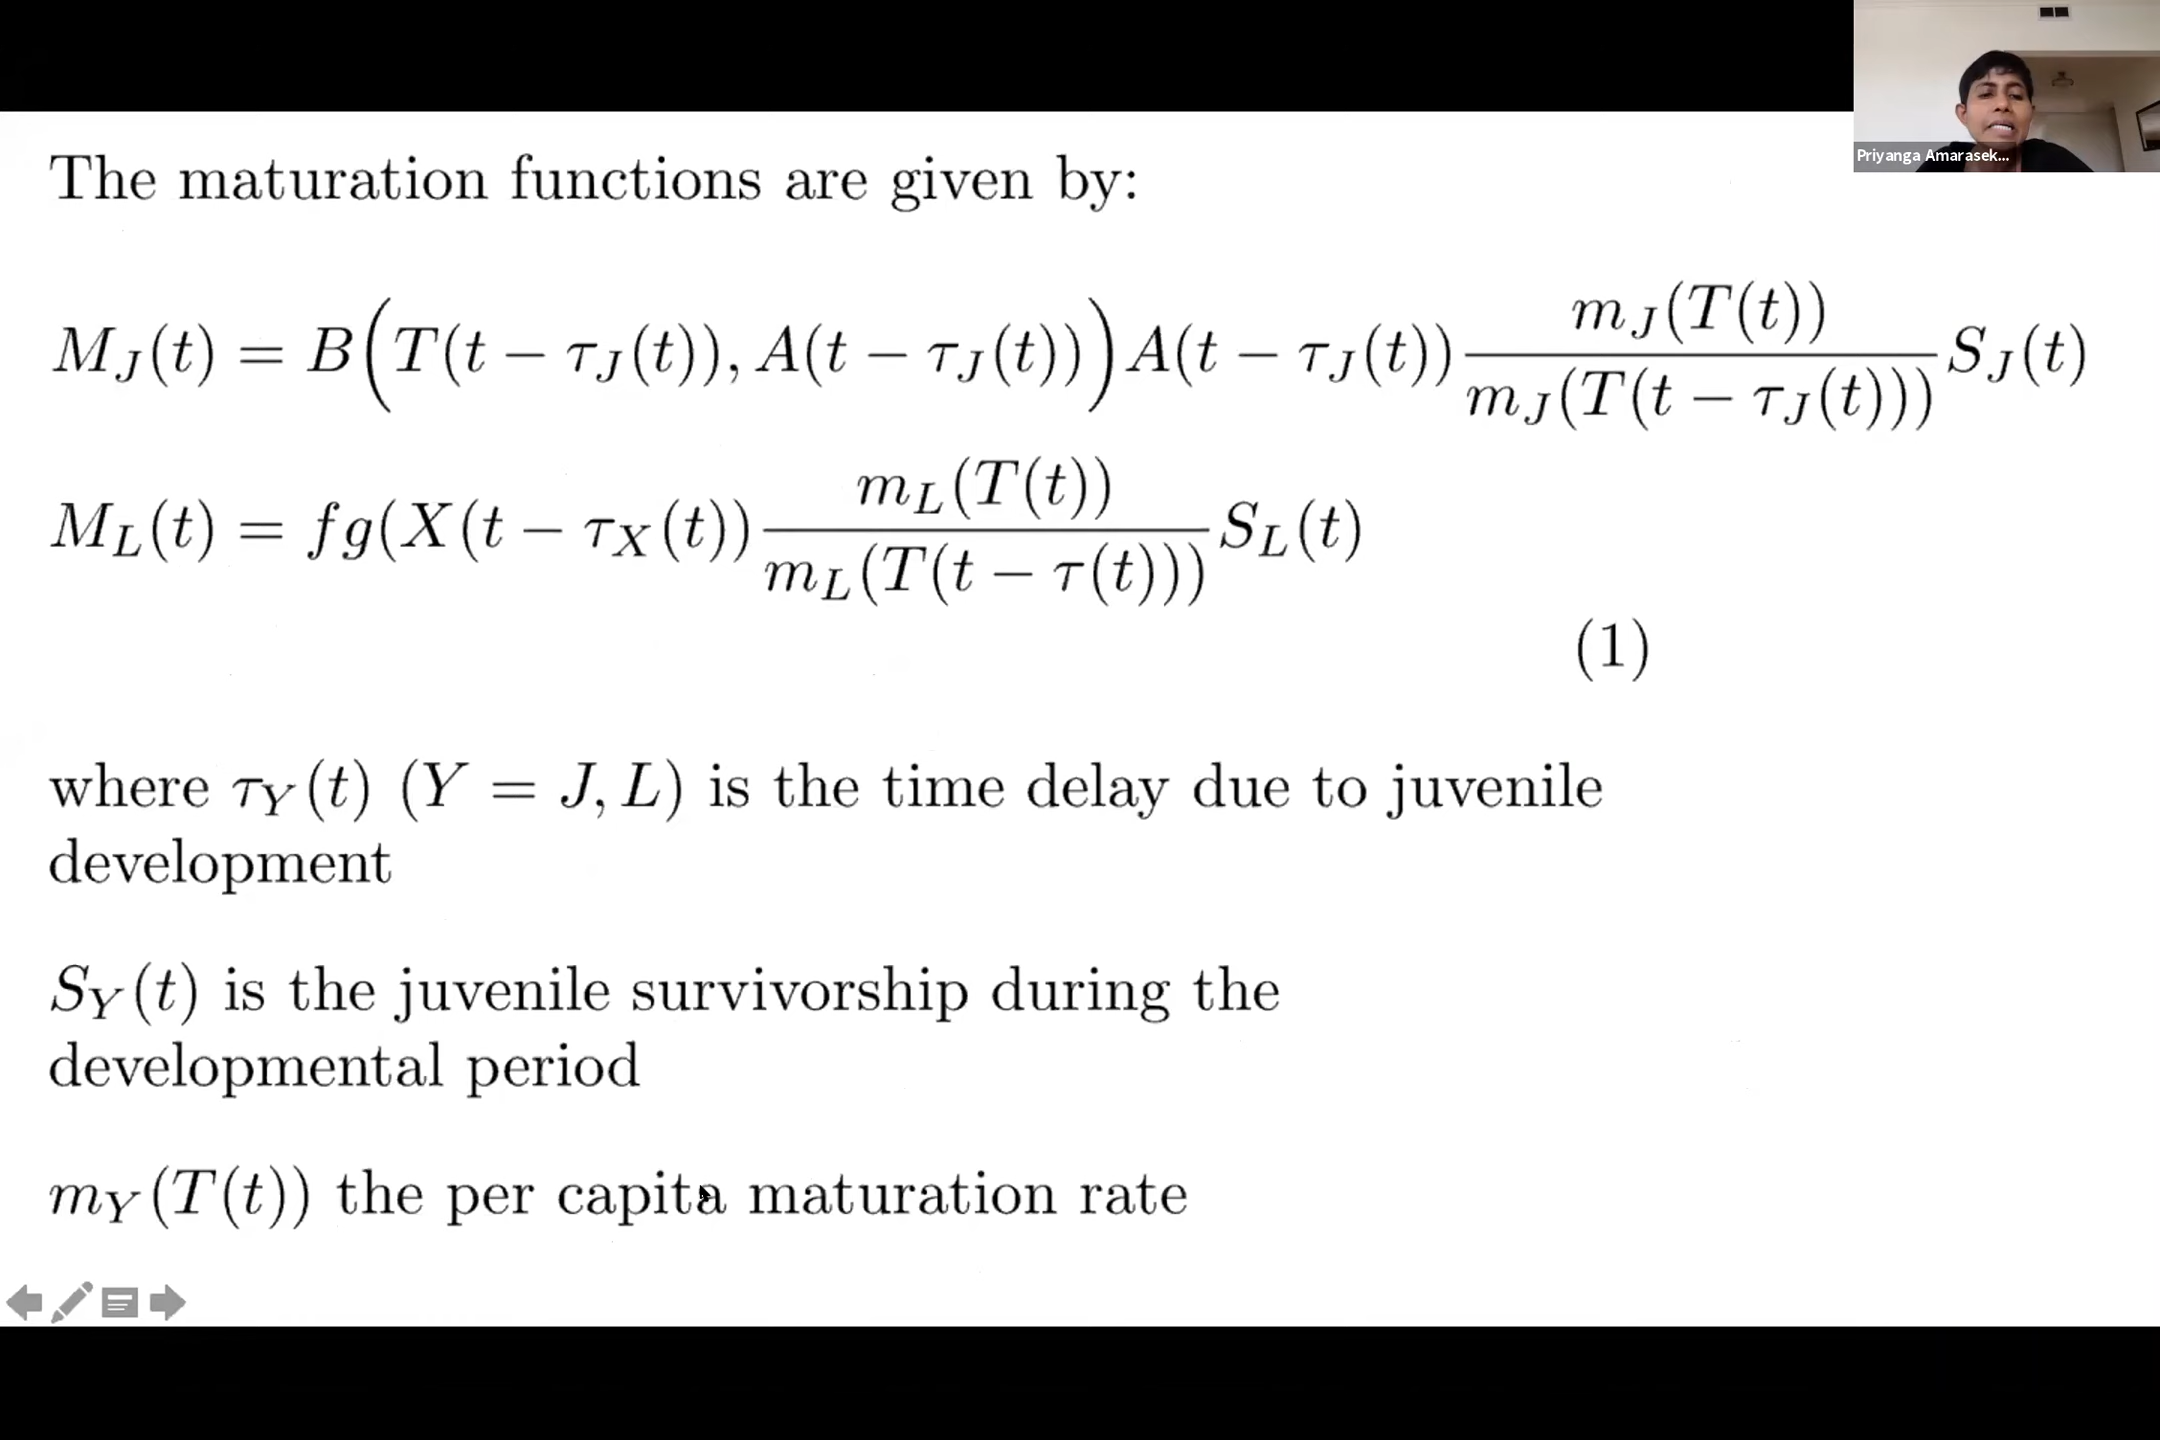 Priyanga Amarasek...
The maturation functions are given by:
M_J(t) = B(T(t − τ_J(t)), A(t − τ_J(t)))A(t − τ_J(t)) \frac{m_J(T(t))}{m_J(T(t − τ_J(t)))} S_J(t)
M_L(t) = fg(X(t − τ_X(t)) \frac{m_L(T(t))}{m_L(T(t − τ(t)))} S_L(t)
(1)
where τ_Y(t) (Y = J, L) is the time delay due to juvenile
development
S_Y(t) is the juvenile survivorship during the
developmental period
m_Y(T(t)) the per capita maturation rate